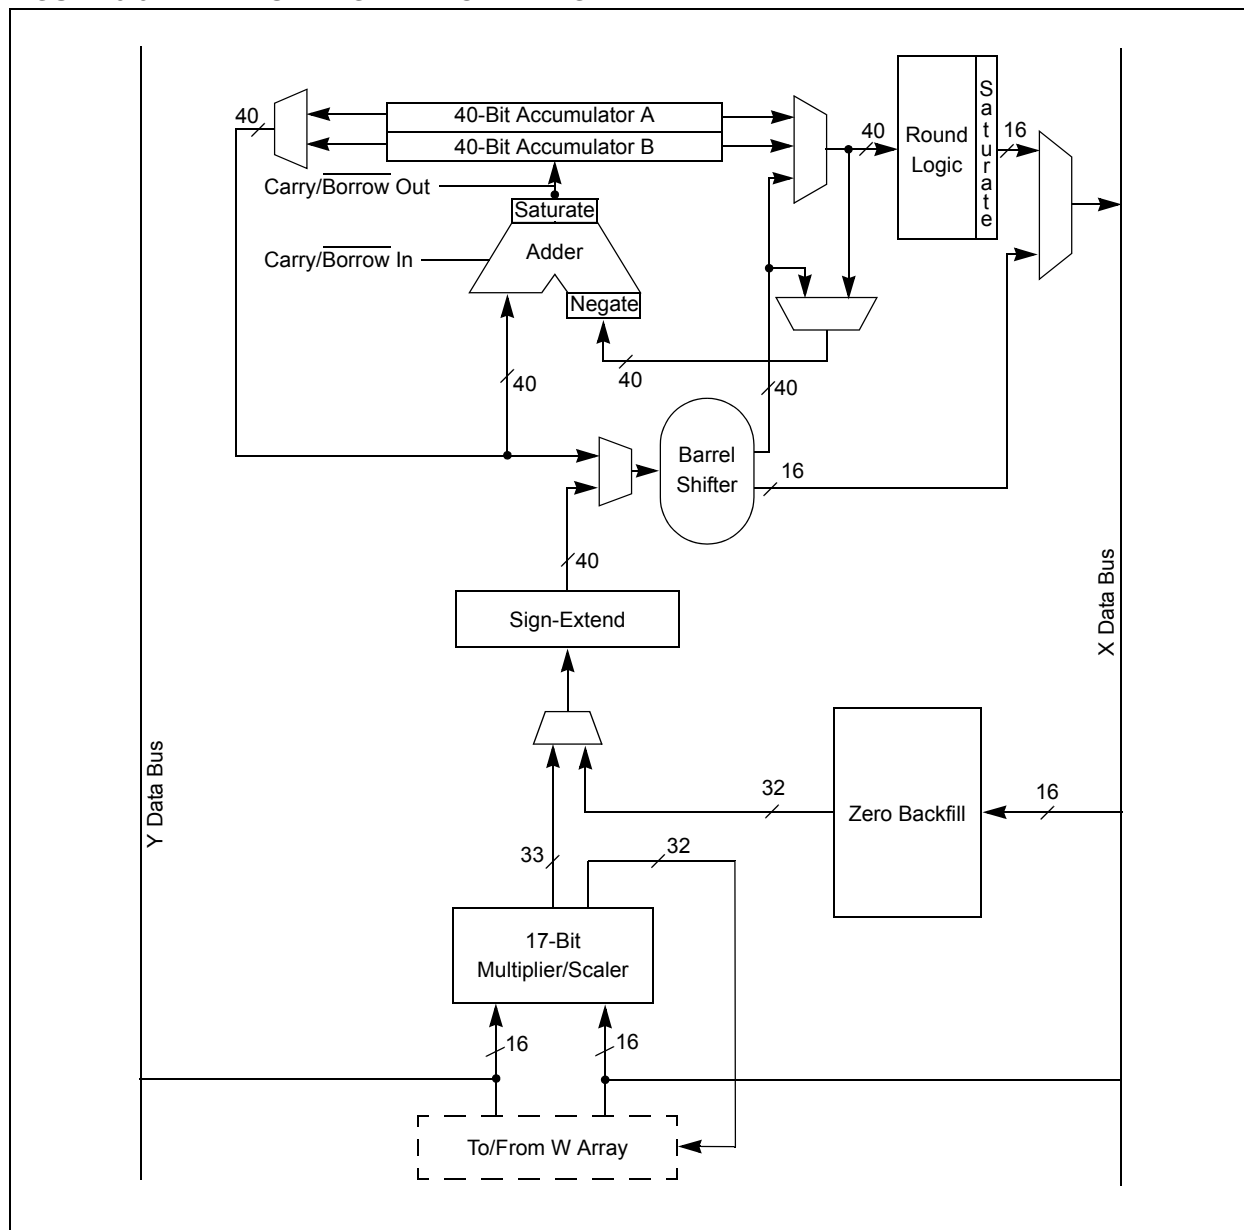 40
40-Bit Accumulator A
40-Bit Accumulator B
Carry/Borrow Out
Saturate
Carry/Borrow In
Adder
Negate
40
Round
Logic
Saturate
16
40
40
40
Barrel
Shifter
16
40
Sign-Extend
X Data Bus
Y Data Bus
32
Zero Backfill
16
33
32
17-Bit
Multiplier/Scaler
16
16
To/From W Array